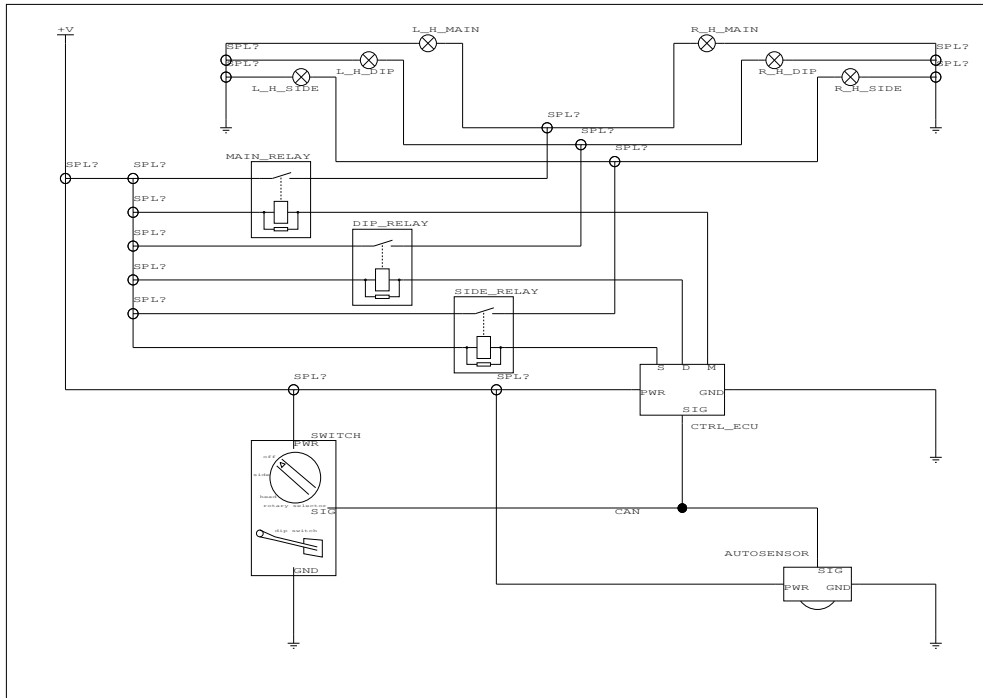 +V
L_H_MAIN
R_H_MAIN
SPL?
SPL?
SPL?
L_H_DIP
R_H_DIP
SPL?
L_H_SIDE
R_H_SIDE
SPL?
SPL?
SPL?
MAIN_RELAY
SPL?
SPL?
SPL?
DIP_RELAY
SPL?
SPL?
SIDE_RELAY
SPL?
S D M
SPL?
SPL?
PWR GND
SIG
CTRL_ECU
SWITCH
PWR
off
side
head
rotary selector
SIG
CAN
dip switch
AUTOSENSOR
GND
SIG
PWR GND